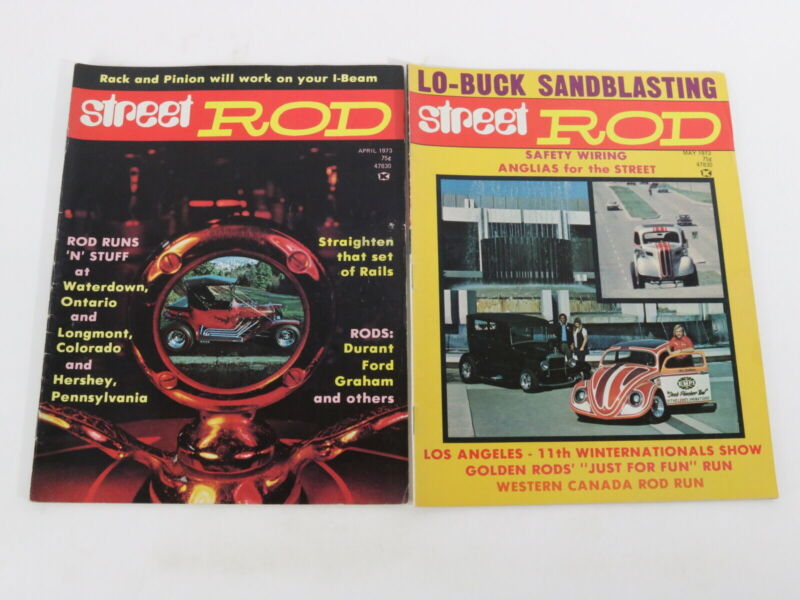 Rack and Pinion will work on your I-Beam
street ROD
APRIL 1973
75¢
47830
ROD RUNS
'N' STUFF
at
Waterdown,
Ontario
and
Longmont,
Colorado
and
Hershey,
Pennsylvania
Straighten
that set
of Rails
RODS:
Durant
Ford
Graham
and others
LO-BUCK SANDBLASTING
street ROD
MAY 1973
75¢
47830
SAFETY WIRING
ANGLIAS for the STREET
LOS ANGELES - 11th WINTERNATIONALS SHOW
GOLDEN RODS' "JUST FOR FUN" RUN
WESTERN CANADA ROD RUN